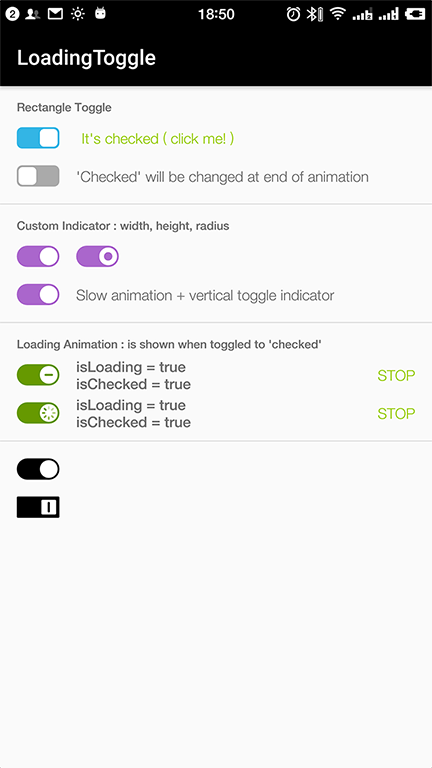 2 18:50
LoadingToggle
Rectangle Toggle
It's checked ( click me! )
'Checked' will be changed at end of animation
Custom Indicator : width, height, radius
Slow animation + vertical toggle indicator
Loading Animation : is shown when toggled to 'checked'
isLoading = true
isChecked = true
STOP
isLoading = true
isChecked = true
STOP